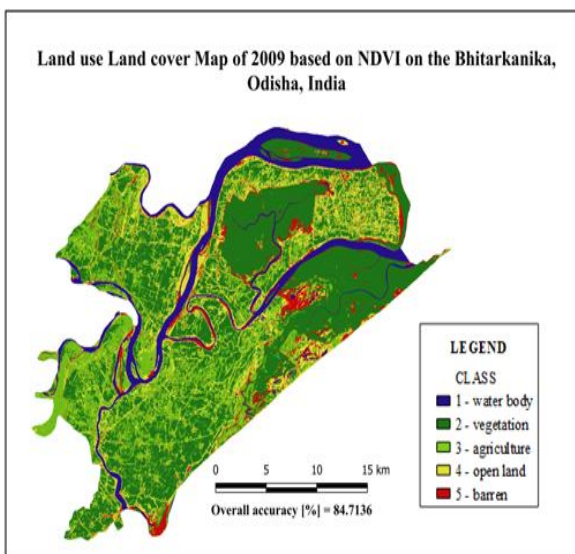 Land use Land cover Map of 2009 based on NDVI on the Bhitarkanika,
Odisha, India
LEGEND
CLASS
1 - water body
2 - vegetation
3 - agriculture
4 - open land
5 - barren
0 5 10 15 km
Overall accuracy [%] = 84.7136